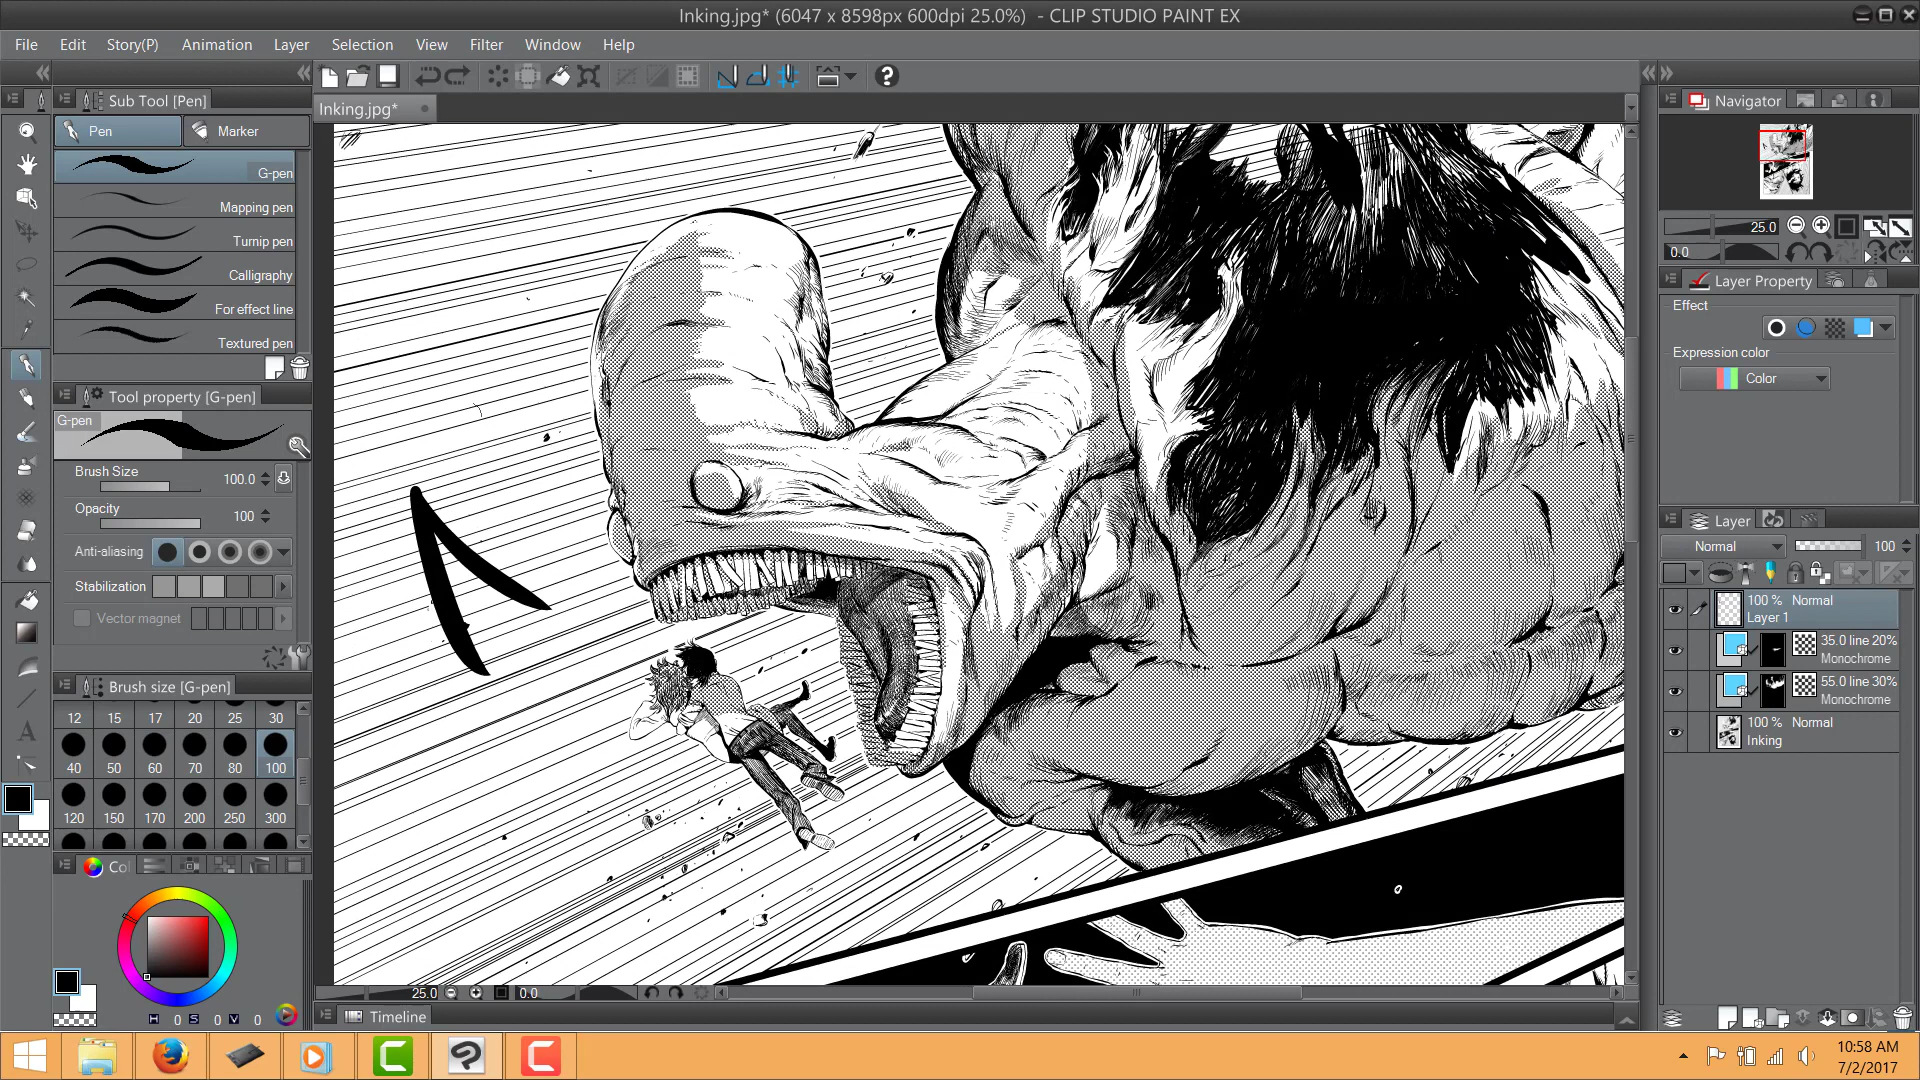 Inking.jpg* (6047 x 8598px 600dpi 25.0%)  - CLIP STUDIO PAINT EX
File Edit Story(P) Animation Layer Selection View Filter Window Help
Sub Tool [Pen]
Pen Marker
G-pen
Mapping pen
Turnip pen
Calligraphy
For effect line
Textured pen
Tool property [G-pen]
G-pen
Brush Size 100.0
Opacity 100
Anti-aliasing
Stabilization
Vector magnet
Brush size [G-pen]
12 15 17 20 25 30
40 50 60 70 80 100
120 150 170 200 250 300
Co
H 0 S 0 V 0
A
Inking.jpg*
25.0 0.0
Timeline
Navigator
25.0
0.0
Layer Property
Effect
Expression color
Color
Layer
Normal 100
100 % Normal
Layer 1
35.0 line 20%
Monochrome
55.0 line 30%
Monochrome
100 % Normal
Inking
10:58 AM
7/2/2017